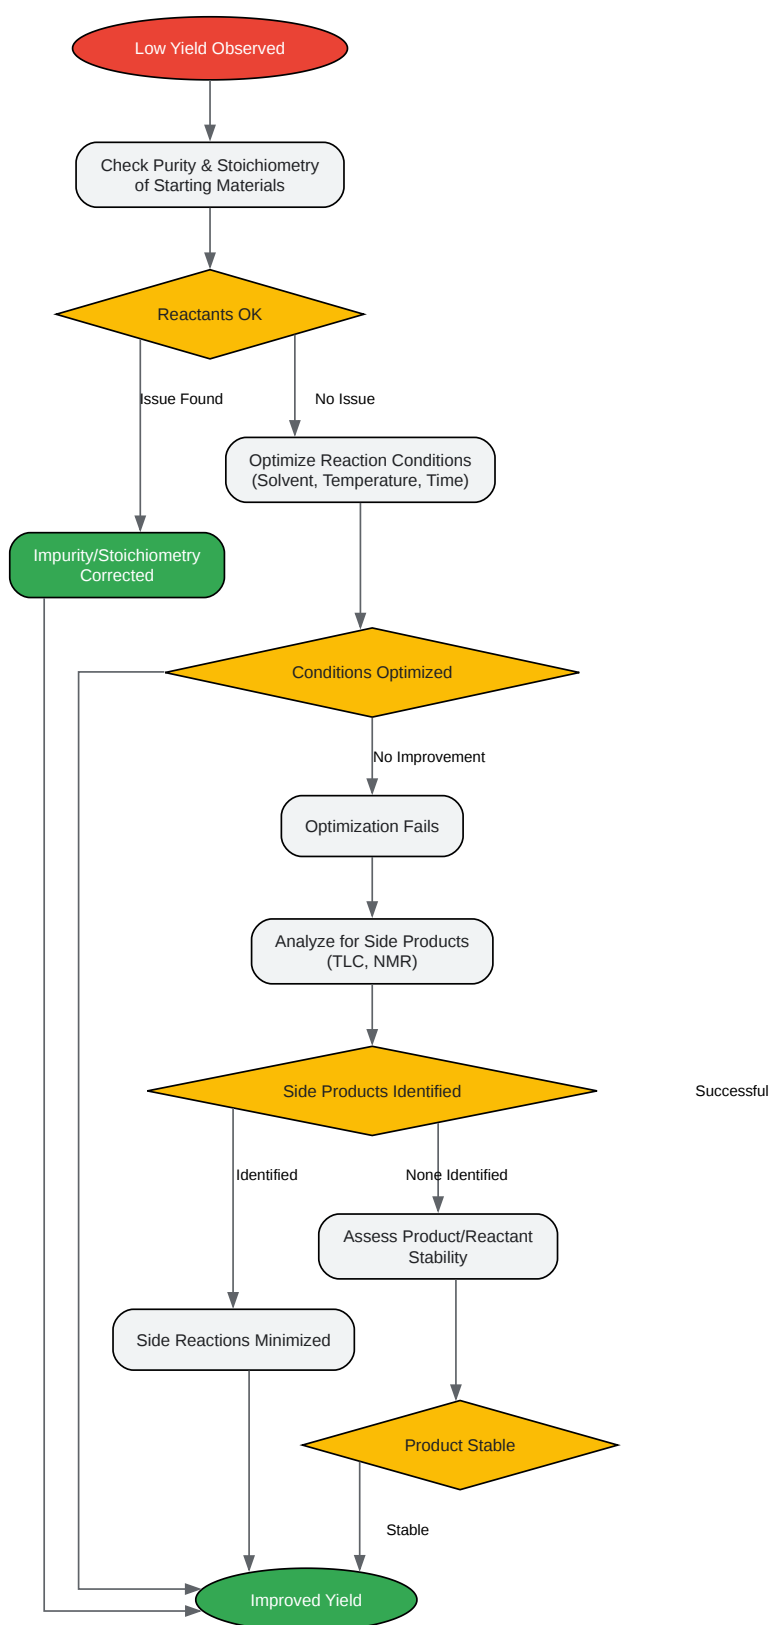 Low Yield Observed
Check Purity & Stoichiometry
of Starting Materials
Reactants OK
Issue Found
No Issue
Optimize Reaction Conditions
(Solvent, Temperature, Time)
Impurity/Stoichiometry
Corrected
Conditions Optimized
No Improvement
Optimization Fails
Analyze for Side Products
(TLC, NMR)
Side Products Identified
Successful
Identified
None Identified
Assess Product/Reactant
Stability
Side Reactions Minimized
Product Stable
Stable
Improved Yield